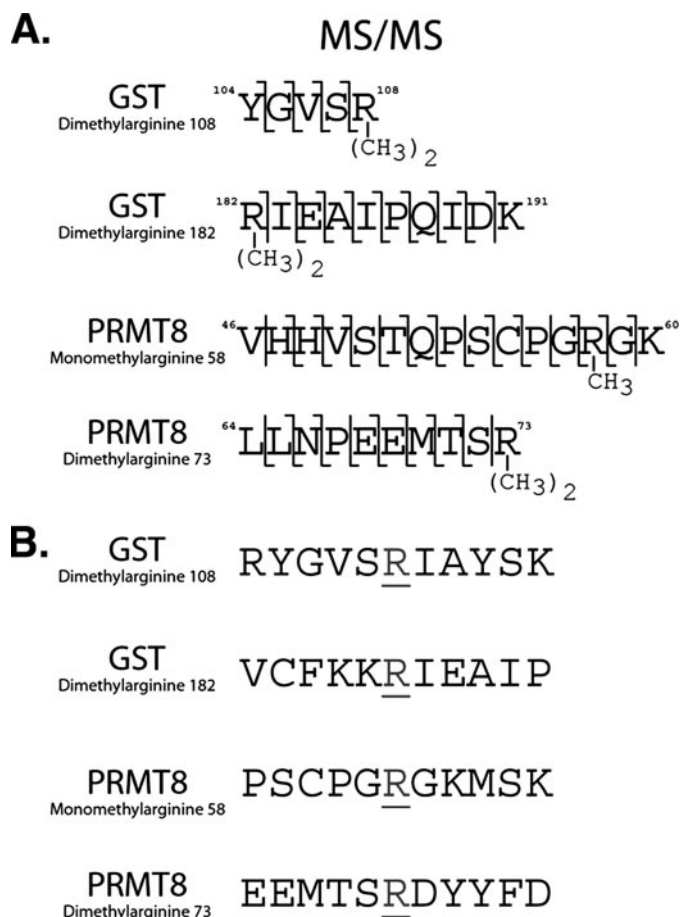 A.
MS/MS
GST
Dimethylarginine 108
104 YGVSR 108
(CH3)2
GST
Dimethylarginine 182
182 RIEAIPQIDK 191
(CH3)2
PRMT8
Monomethylarginine 58
46 VHHVSTQPSCPGRGK 60
CH3
PRMT8
Dimethylarginine 73
64 LLNPEEMTSR 73
(CH3)2
B.
GST
Dimethylarginine 108
RYGVSRIAYSK
GST
Dimethylarginine 182
VCFKKRIEAIP
PRMT8
Monomethylarginine 58
PSCPGRGKMSK
PRMT8
Dimethylarginine 73
EEMTSRDYYFD